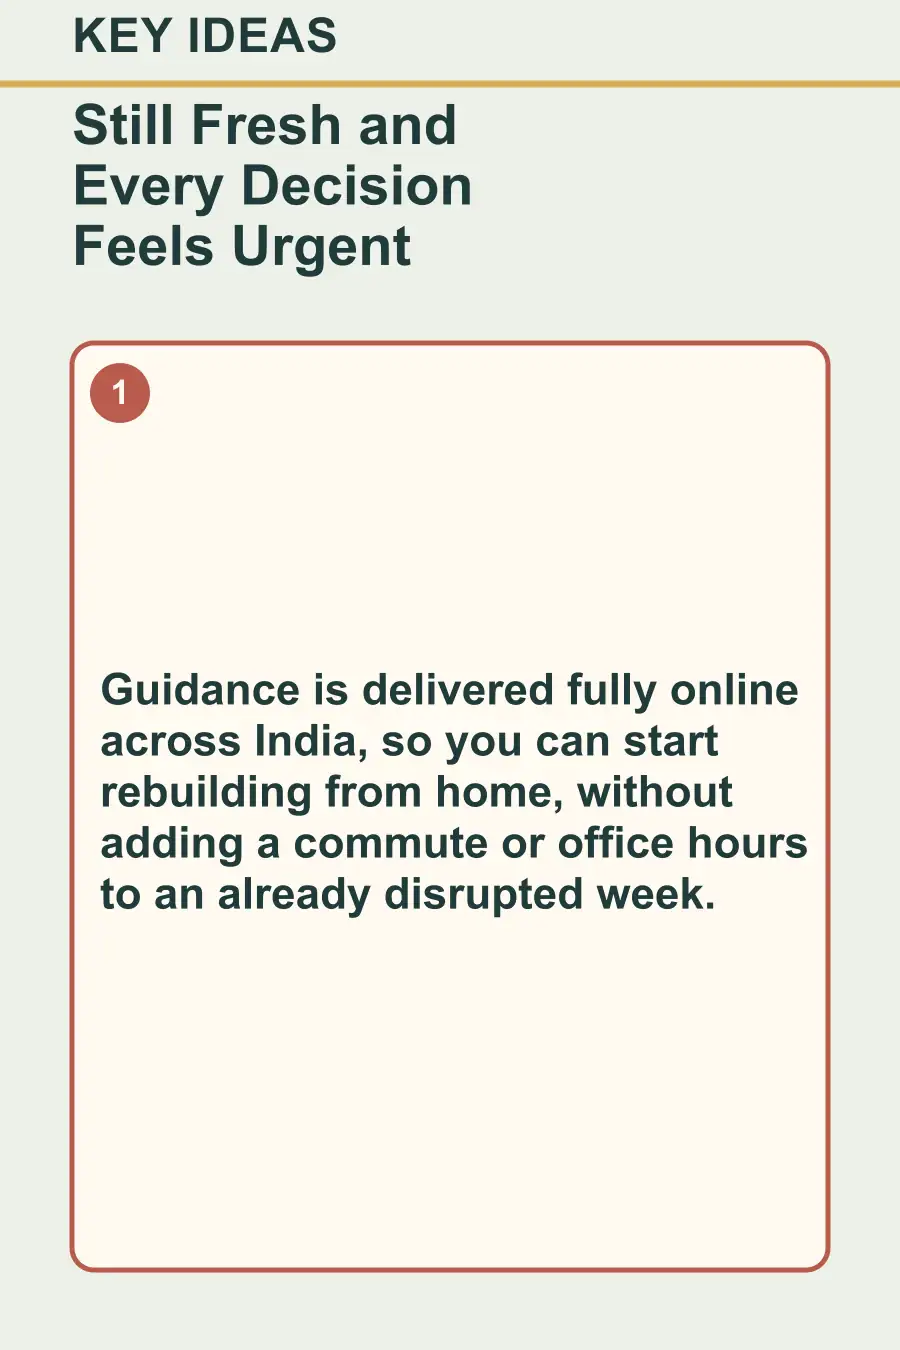 KEY IDEAS
Still Fresh and
Every Decision
Feels Urgent
1
Guidance is delivered fully online
across India, so you can start
rebuilding from home, without
adding a commute or office hours
to an already disrupted week.